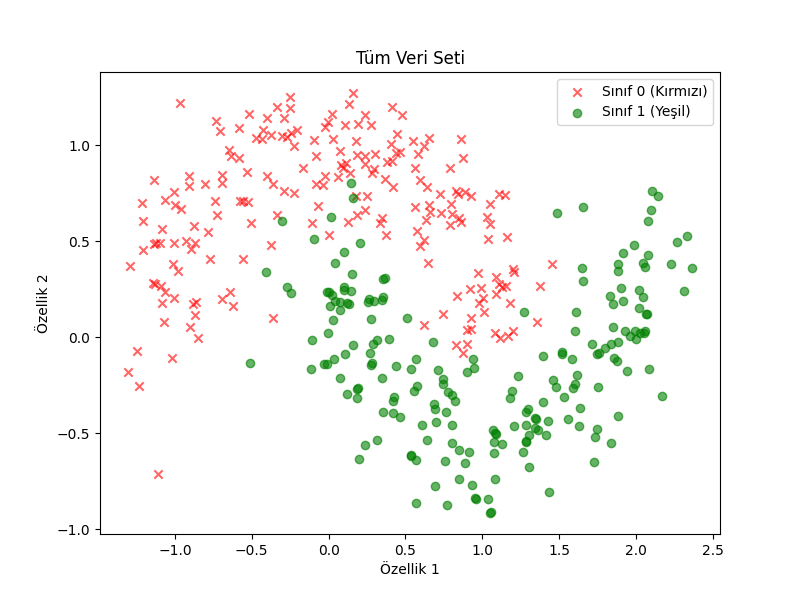 Tüm Veri Seti
Sınıf 0 (Kırmızı)
Sınıf 1 (Yeşil)
1.0
0.5
0.0
−0.5
−1.0
Özellik 2
−1.0
−0.5
0.0
0.5
1.0
1.5
2.0
2.5
Özellik 1